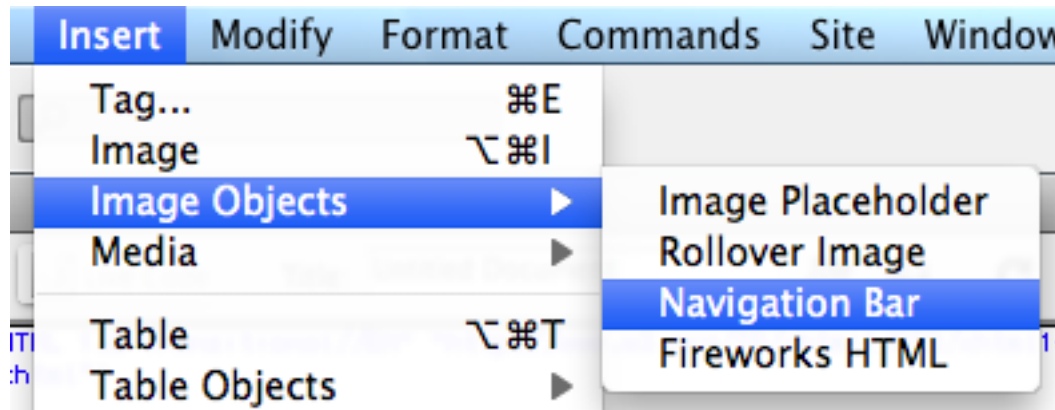 Insert Modify Format Commands Site Window
Tag... ⌘E
Image ⌥⌘I
Image Objects ▶
Media ▶
Table ⌥⌘T
Table Objects ▶
Image Placeholder
Rollover Image
Navigation Bar
Fireworks HTML